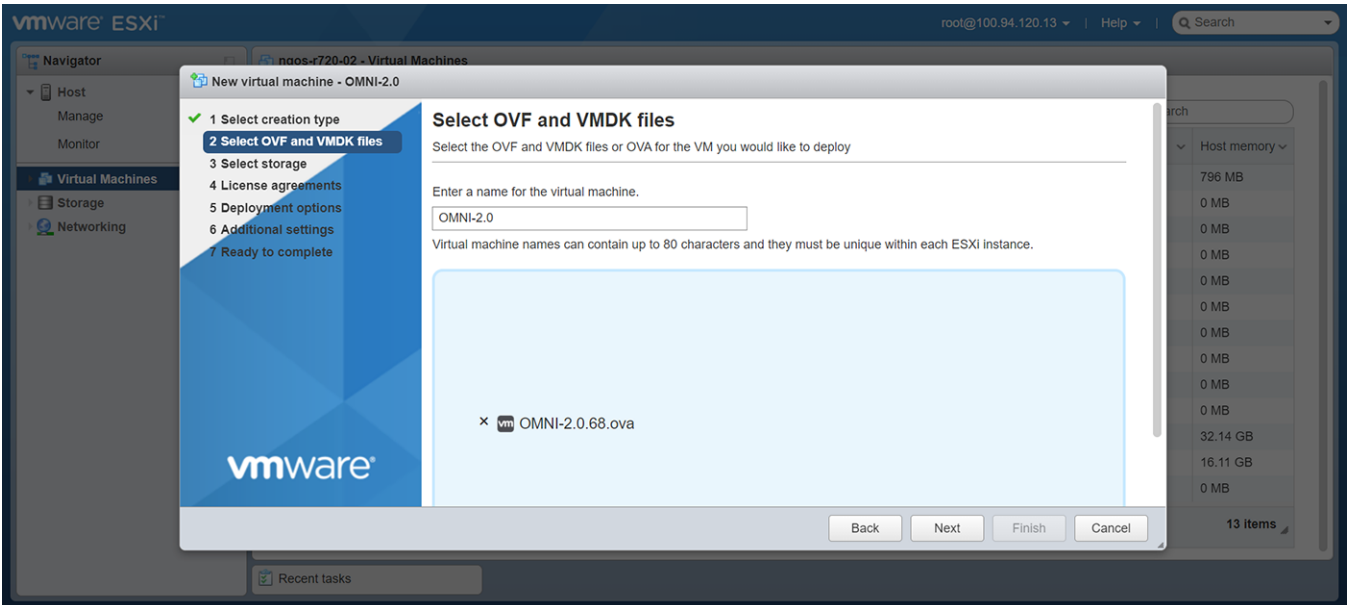 vmware ESXi™
root@100.94.120.13
Help
Search
Navigator
Host
Manage
Monitor
Virtual Machines
Storage
Networking
ngos-r720-02 - Virtual Machines
New virtual machine - OMNI-2.0
1 Select creation type
2 Select OVF and VMDK files
3 Select storage
4 License agreements
5 Deployment options
6 Additional settings
7 Ready to complete
vmware®
Select OVF and VMDK files
Select the OVF and VMDK files or OVA for the VM you would like to deploy
Enter a name for the virtual machine.
OMNI-2.0
Virtual machine names can contain up to 80 characters and they must be unique within each ESXi instance.
vm OMNI-2.0.68.ova
Back
Next
Finish
Cancel
arch
Host memory
796 MB
0 MB
0 MB
0 MB
0 MB
0 MB
0 MB
0 MB
0 MB
0 MB
32.14 GB
16.11 GB
0 MB
13 items
Recent tasks